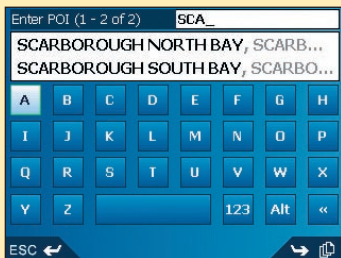 Enter POI (1 - 2 of 2) SCA_
SCARBOROUGH NORTH BAY, SCARB...
SCARBOROUGH SOUTH BAY, SCARBO...
A B C D E F G H
I J K L M N O P
Q R S T U V W X
Y Z 123 Alt «
ESC